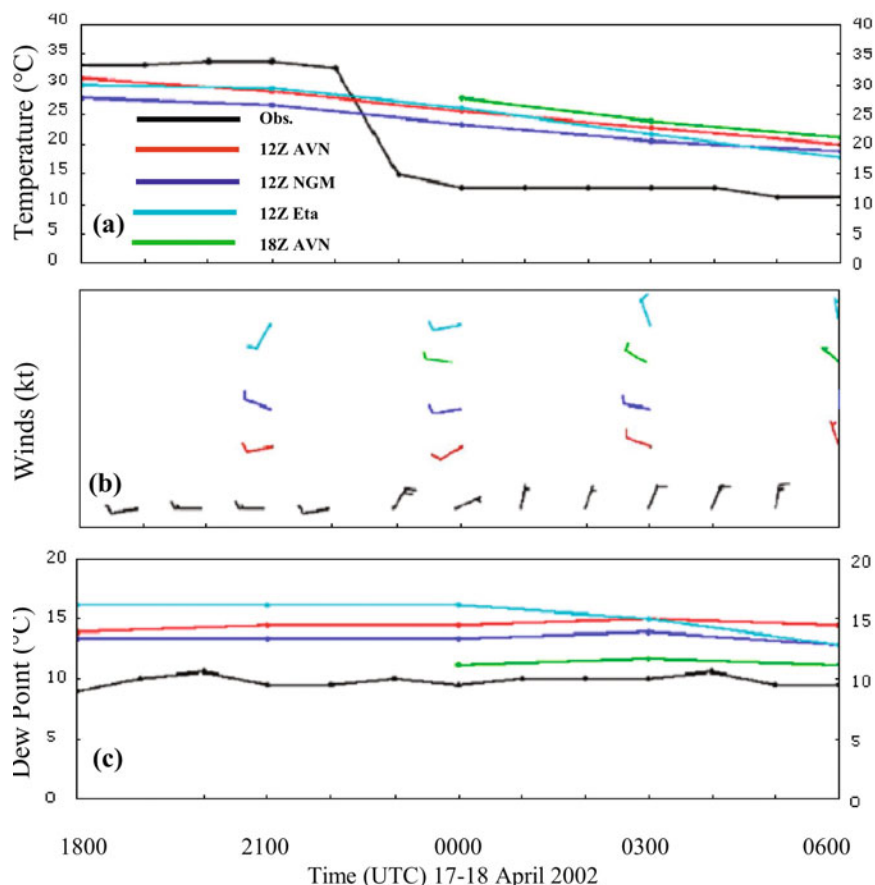 40
35
30
25
20
15
10
5
0
Temperature (°C)
(a)
Obs.
12Z AVN
12Z NGM
12Z Eta
18Z AVN
40
35
30
25
20
15
10
5
0
Winds (kt)
(b)
20
15
10
5
0
Dew Point (°C)
(c)
20
15
10
5
0
1800 2100 0000 0300 0600
Time (UTC) 17-18 April 2002